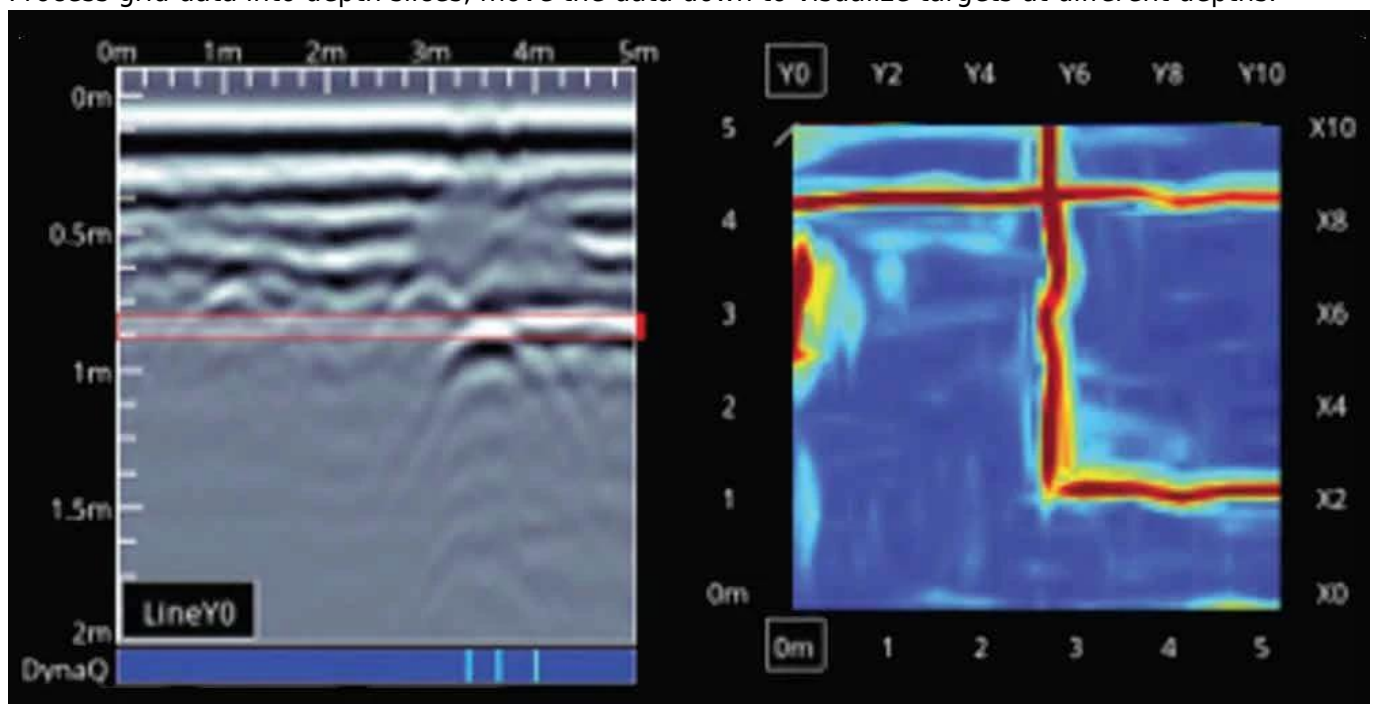 Process grid data into depth slices, move the data down to visualize targets at different depths.
0m 1m 2m 3m 4m 5m
0m
0.5m
1m
1.5m
2m
LineY0
DynaQ
Y0 Y2 Y4 Y6 Y8 Y10
5 X10
4 X8
3 X6
2 X4
1 X2
0m X0
0m 1 2 3 4 5